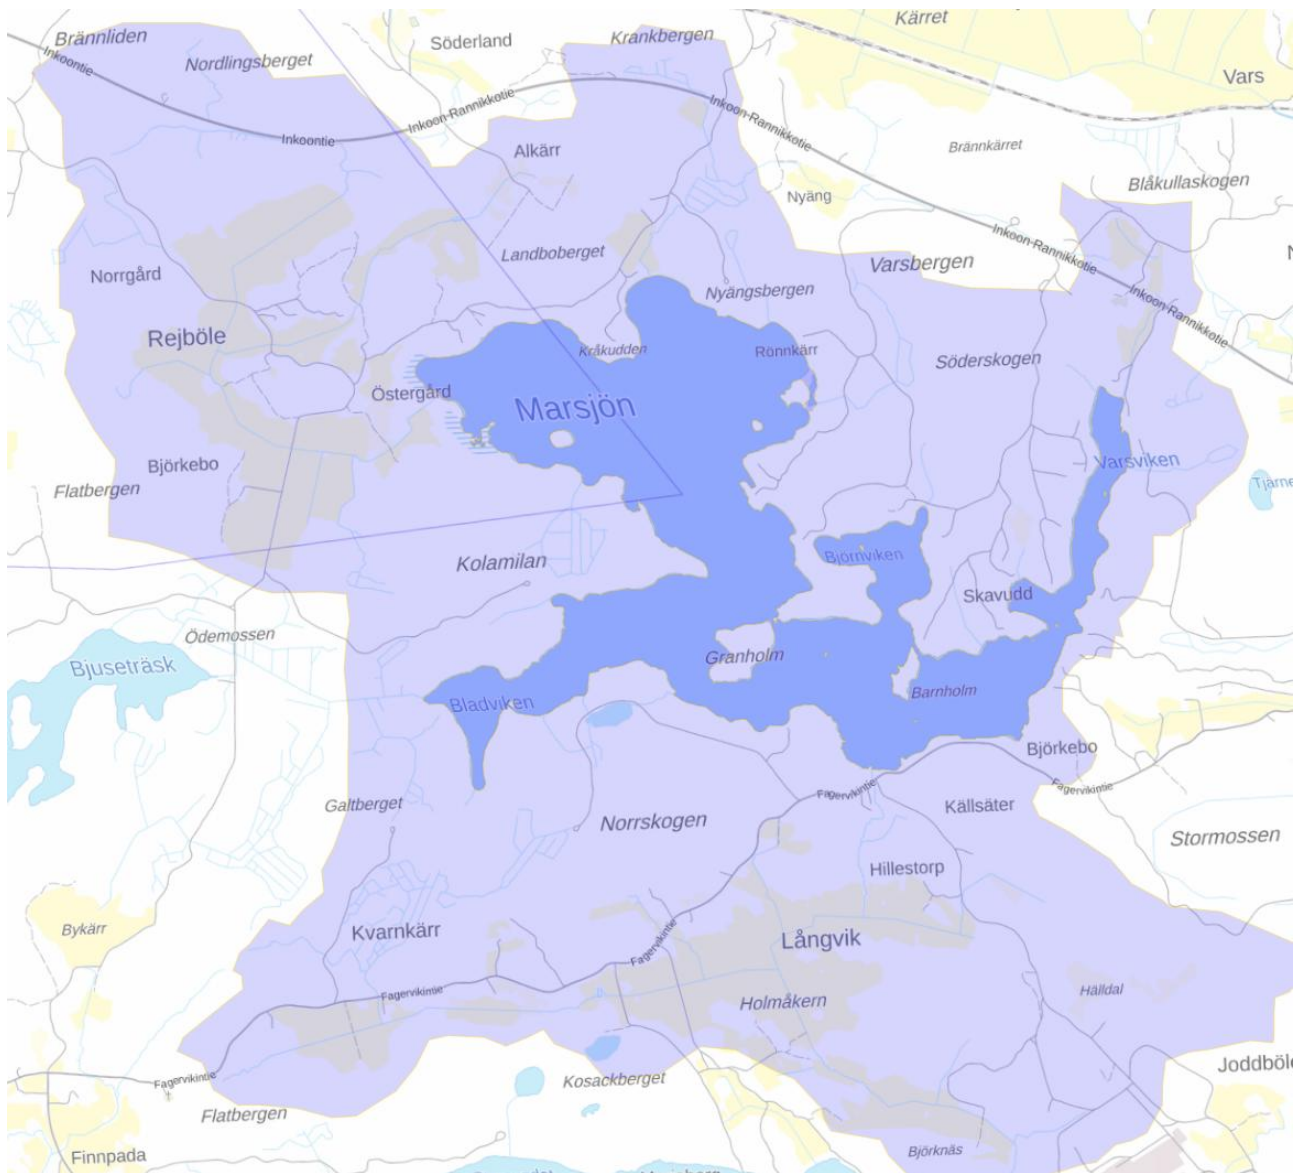 Kärret
Brännliden
Krankbergen
Söderland
Nordlingsberget
Inkoontie
Vars
Inkoon-Rannikkotie
Inkoon-Rannikkotie
Inkoontie
Alkärr
Brännkärret
Blåkullaskogen
Nyäng
Inkoon-Rannikkotie
Landboberget
Varsbergen
Norrgård
Nyängsbergen
Inkoon-Rannikkotie
Rejböle
Kråkudden
Rönnkärr
Söderskogen
Östergård
Marsjön
Björkebo
Varsviken
Flatbergen
Tjärne
Kolamilan
Björnviken
Skavudd
Ödemossen
Granholm
Bjuseträsk
Barnholm
Bladviken
Björkebo
Fagervikintie
Fagervikintie
Galtberget
Källsäter
Norrskogen
Stormossen
Hillestorp
Bykärr
Kvarnkärr
Långvik
Fagervikintie
Fagervikintie
Holmåkern
Hälldal
Joddböle
Fagervikintie
Kosackberget
Flatbergen
Finnpada
Björknäs